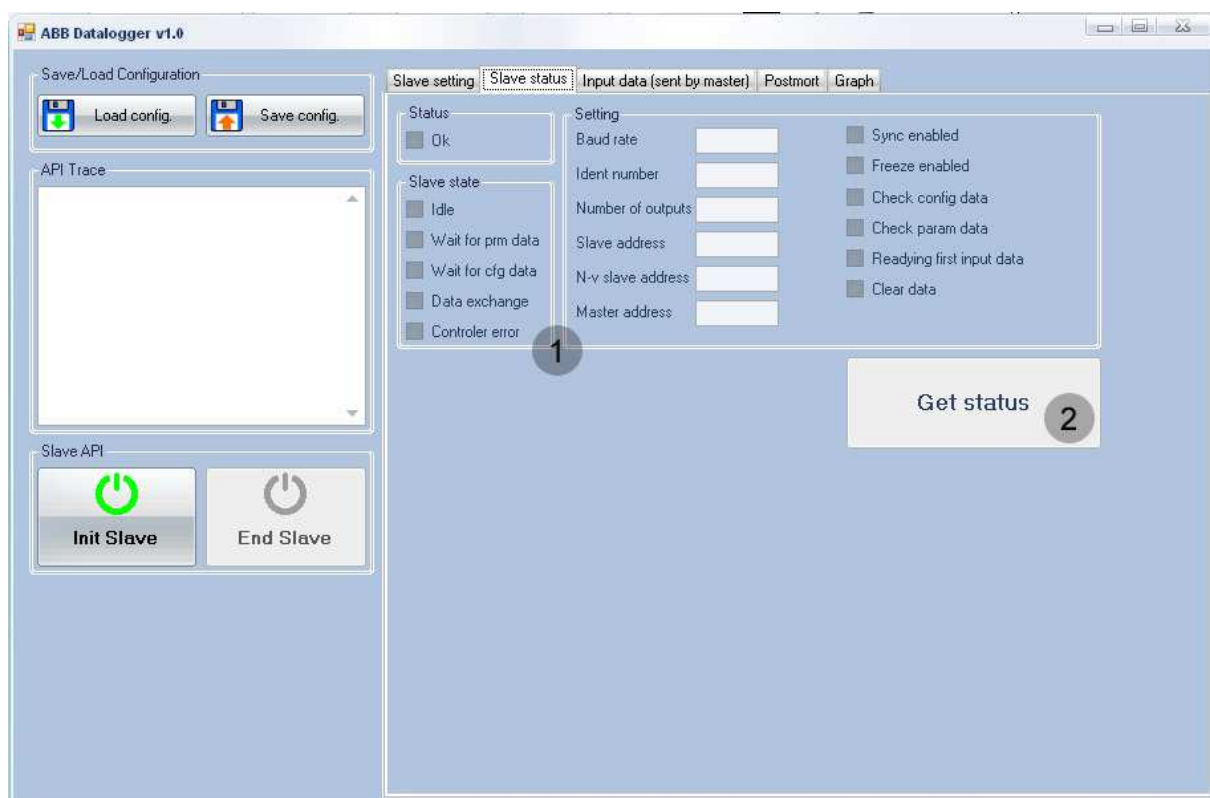 ABB Datalogger v1.0
Save/Load Configuration
Load config.
Save config.
API Trace
Slave API
Init Slave
End Slave
Slave setting
Slave status
Input data (sent by master)
Postmort
Graph
Status
Ok
Slave state
Idle
Wait for prm data
Wait for cfg data
Data exchange
Controler error
1
Setting
Baud rate
Ident number
Number of outputs
Slave address
N-v slave address
Master address
Sync enabled
Freeze enabled
Check config data
Check param data
Readying first input data
Clear data
Get status
2